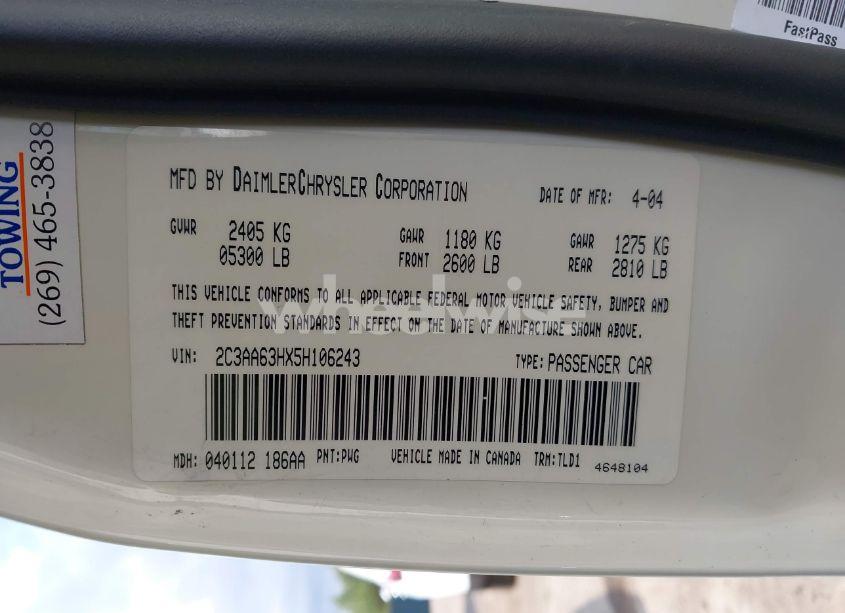 FastPass
TOWING
(269) 465-3838
MFD BY DAIMLERCHRYSLER CORPORATION DATE OF MFR: 4-04
GVWR 2405 KG GAWR 1180 KG GAWR 1275 KG
05300 LB FRONT 2600 LB REAR 2810 LB
THIS VEHICLE CONFORMS TO ALL APPLICABLE FEDERAL MOTOR VEHICLE SAFETY, BUMPER AND
THEFT PREVENTION STANDARDS IN EFFECT ON THE DATE OF MANUFACTURE SHOWN ABOVE.
wheelwise
VIN: 2C3AA63HX5H106243 TYPE: PASSENGER CAR
MDH: 040112 186AA PNT:PWG VEHICLE MADE IN CANADA TRM:TLD1 4648104